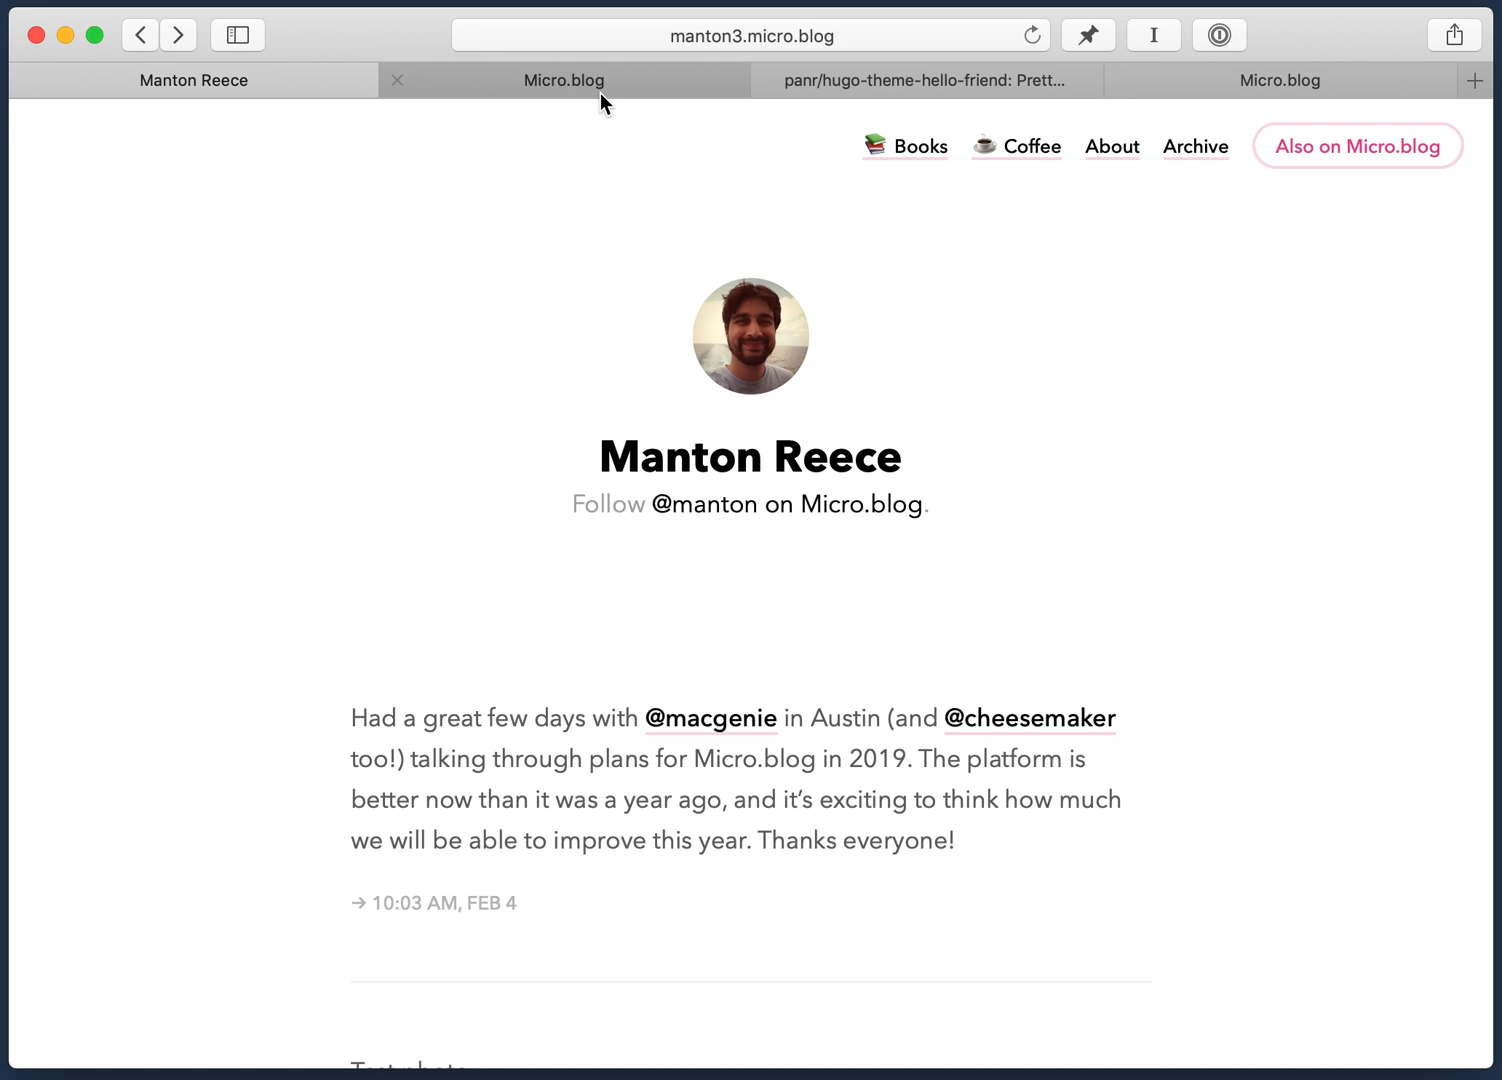 manton3.micro.blog
Manton Reece
Micro.blog
panr/hugo-theme-hello-friend: Prett...
Micro.blog
Books
Coffee
About
Archive
Also on Micro.blog
Manton Reece
Follow @manton on Micro.blog.
Had a great few days with @macgenie in Austin (and @cheesemaker
too!) talking through plans for Micro.blog in 2019. The platform is
better now than it was a year ago, and it’s exciting to think how much
we will be able to improve this year. Thanks everyone!
→ 10:03 AM, FEB 4
Test photo